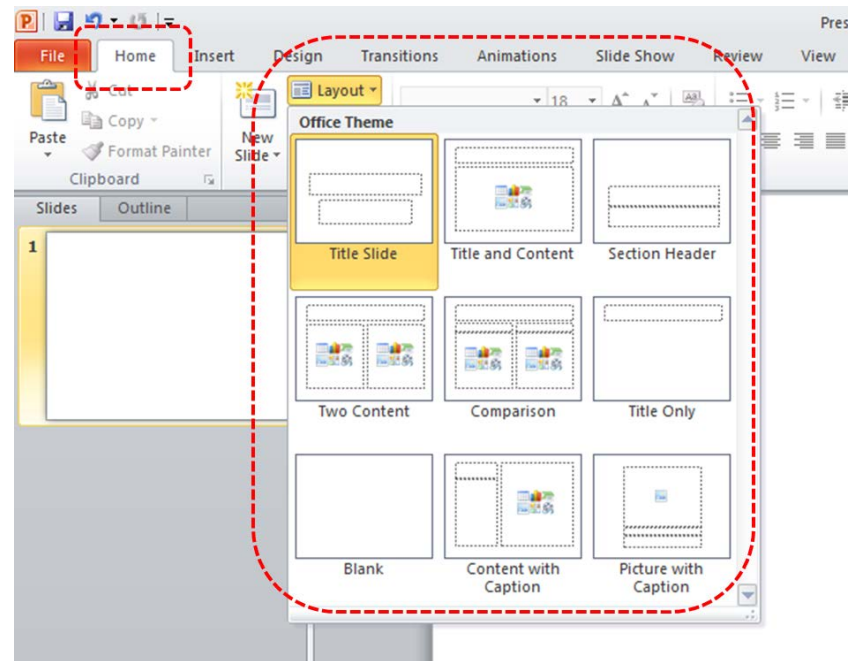 P
Pres
File Home Insert Design Transitions Animations Slide Show Review View
Cut
Copy
Format Painter
Paste
Clipboard
New
Slide
Layout
18
Slides Outline
1
Office Theme
Title Slide Title and Content Section Header
Two Content Comparison Title Only
Blank Content with
Caption Picture with
Caption